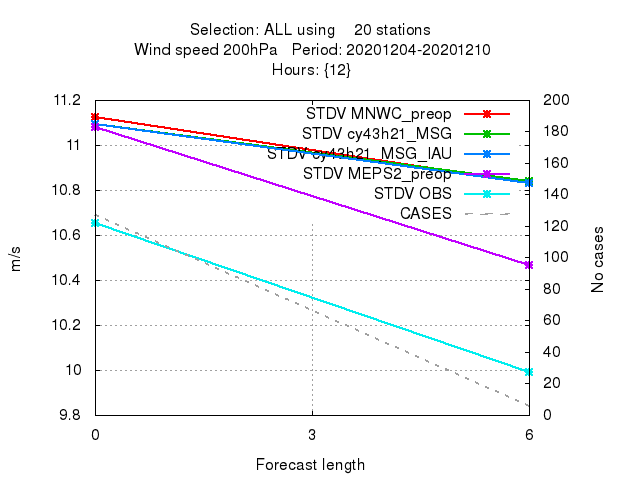 Selection: ALL using 20 stations
Wind speed 200hPa Period: 20201204-20201210
Hours: {12}
11.2
11
10.8
10.6
10.4
10.2
10
9.8
m/s
STDV MNWC_preop
STDV cy43h21_MSG
STDV cy43h21_MSG_IAU
STDV MEPS2_preop
STDV OBS
CASES
200
180
160
140
120
100
80
60
40
20
0
No cases
0 3 6
Forecast length